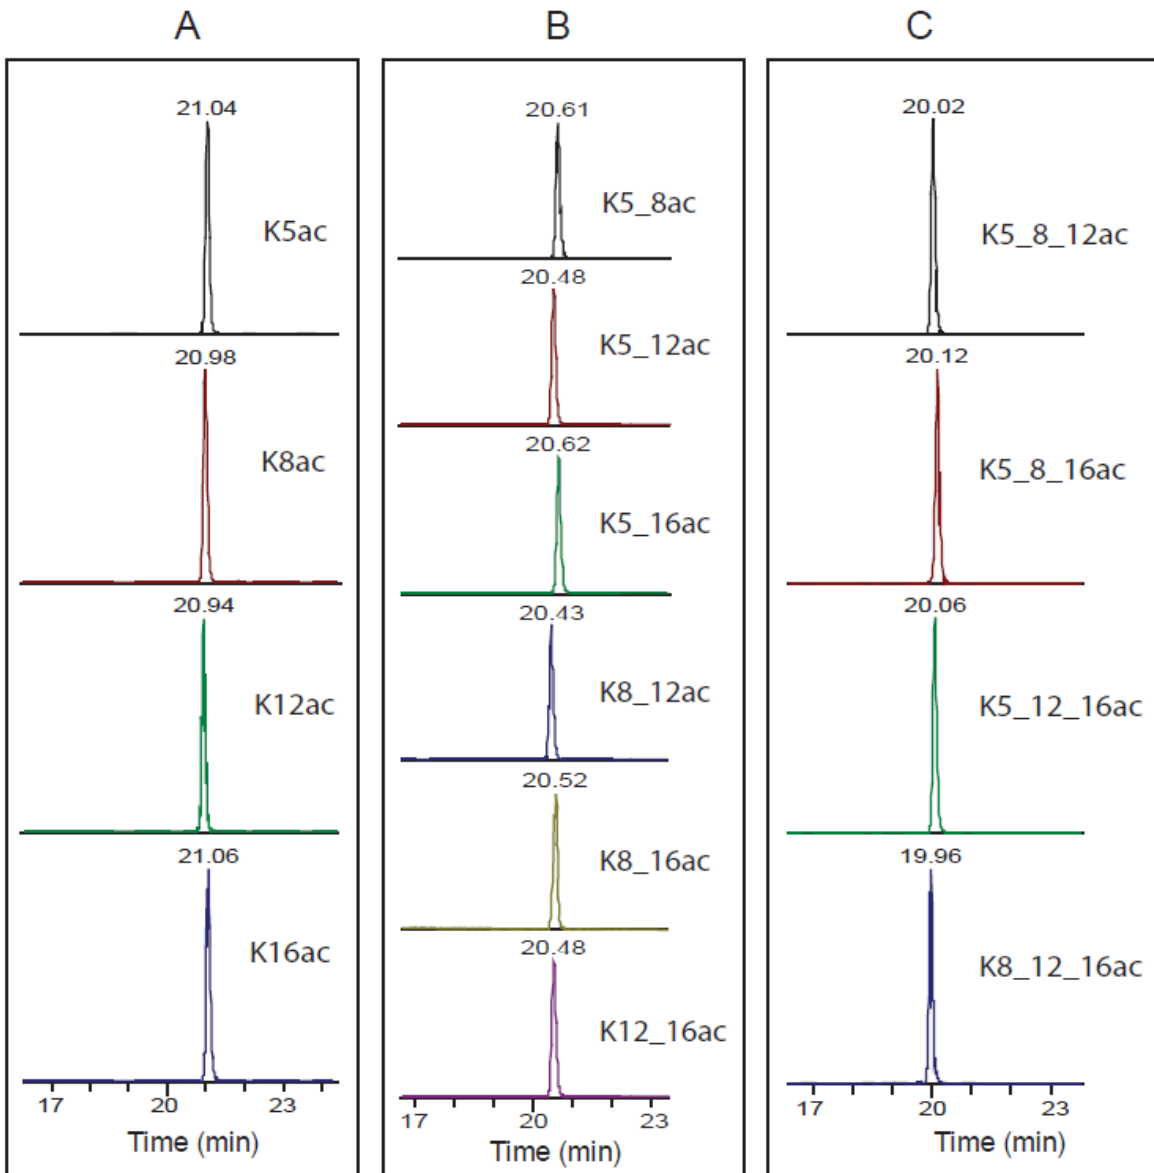 A
21.04
K5ac
20.98
K8ac
20.94
K12ac
21.06
K16ac
17 20 23
Time (min)
B
20.61
K5_8ac
20.48
K5_12ac
20.62
K5_16ac
20.43
K8_12ac
20.52
K8_16ac
20.48
K12_16ac
17 20 23
Time (min)
C
20.02
K5_8_12ac
20.12
K5_8_16ac
20.06
K5_12_16ac
19.96
K8_12_16ac
17 20 23
Time (min)